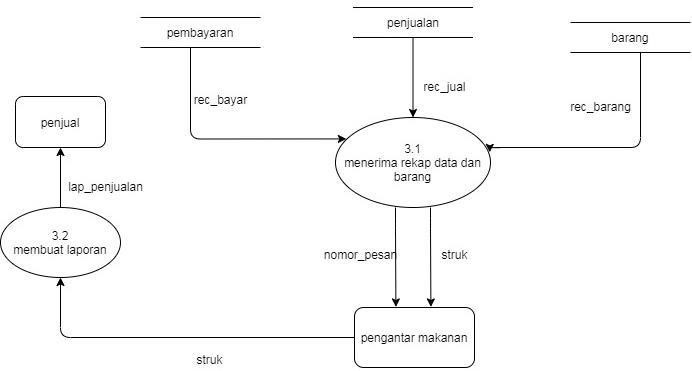 pembayaran
penjualan
barang
rec_bayar
rec_jual
rec_barang
penjual
3.1
menerima rekap data dan
barang
lap_penjualan
3.2
membuat laporan
nomor_pesan
struk
pengantar makanan
struk